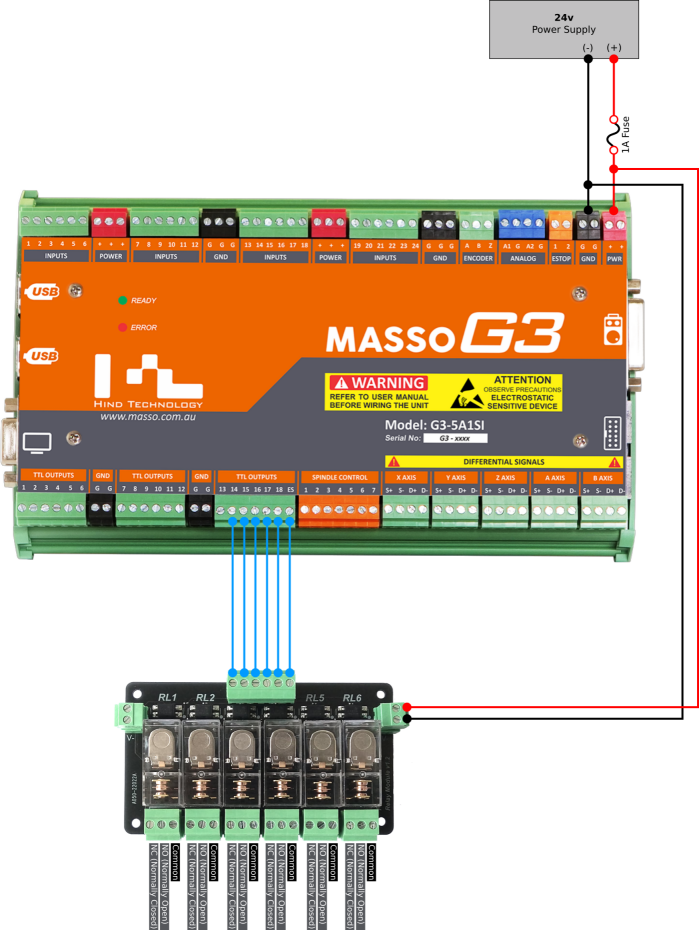 24v
Power Supply
(-) (+)
1A Fuse
1 2 3 4 5 6 + + + 7 8 9 10 11 12 G G G 13 14 15 16 17 18 + + + 19 20 21 22 23 24 G G G A B Z A1 G A2 G 1 2 G G + +
INPUTS POWER INPUTS GND INPUTS POWER INPUTS GND ENCODER ANALOG ESTOP GND PWR
USB
READY
ERROR
USB
MASSO G3
HIND TECHNOLOGY
www.masso.com.au
WARNING
REFER TO USER MANUAL
BEFORE WIRING THE UNIT
ATTENTION
OBSERVE PRECAUTIONS
ELECTROSTATIC
SENSITIVE DEVICE
Model: G3-5A1SI
Serial No: G3 - xxxx
DIFFERENTIAL SIGNALS
TTL OUTPUTS GND TTL OUTPUTS GND TTL OUTPUTS SPINDLE CONTROL X AXIS Y AXIS Z AXIS A AXIS B AXIS
1 2 3 4 5 6 G G 7 8 9 10 11 12 G G 13 14 15 16 17 18 ES 1 2 3 4 5 6 7 S+ S- D+ D- S+ S- D+ D- S+ S- D+ D- S+ S- D+ D- S+ S- D+ D-
RL1 RL2 RL5 RL6
V-
NC (Normally Closed)
NO (Normally Open)
Common
NC (Normally Closed)
NO (Normally Open)
Common
NC (Normally Closed)
NO (Normally Open)
Common
NC (Normally Closed)
NO (Normally Open)
Common
NC (Normally Closed)
NO (Normally Open)
Common
NC (Normally Closed)
NO (Normally Open)
Common